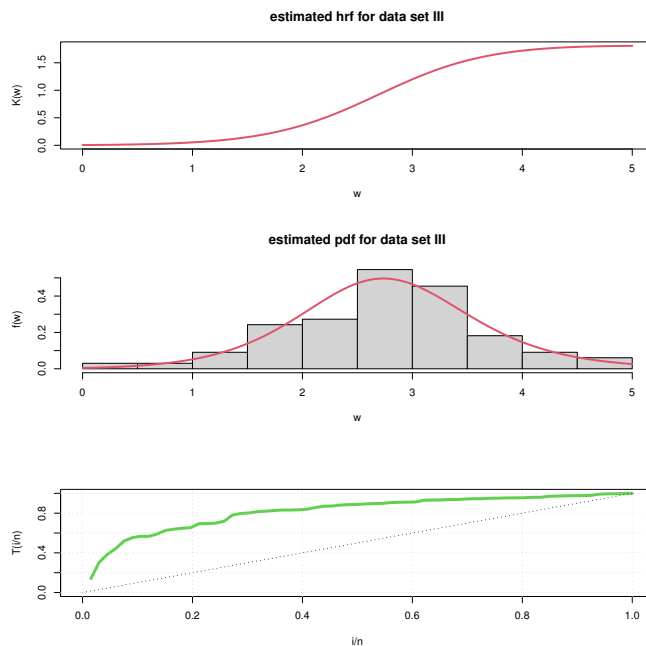 estimated hrf for data set III
K(w)
1.5
1.0
0.5
0.0
0 1 2 3 4 5
w
estimated pdf for data set III
f(w)
0.4
0.2
0.0
0 1 2 3 4 5
w
T(i/n)
0.8
0.4
0.0
0.0 0.2 0.4 0.6 0.8 1.0
i/n